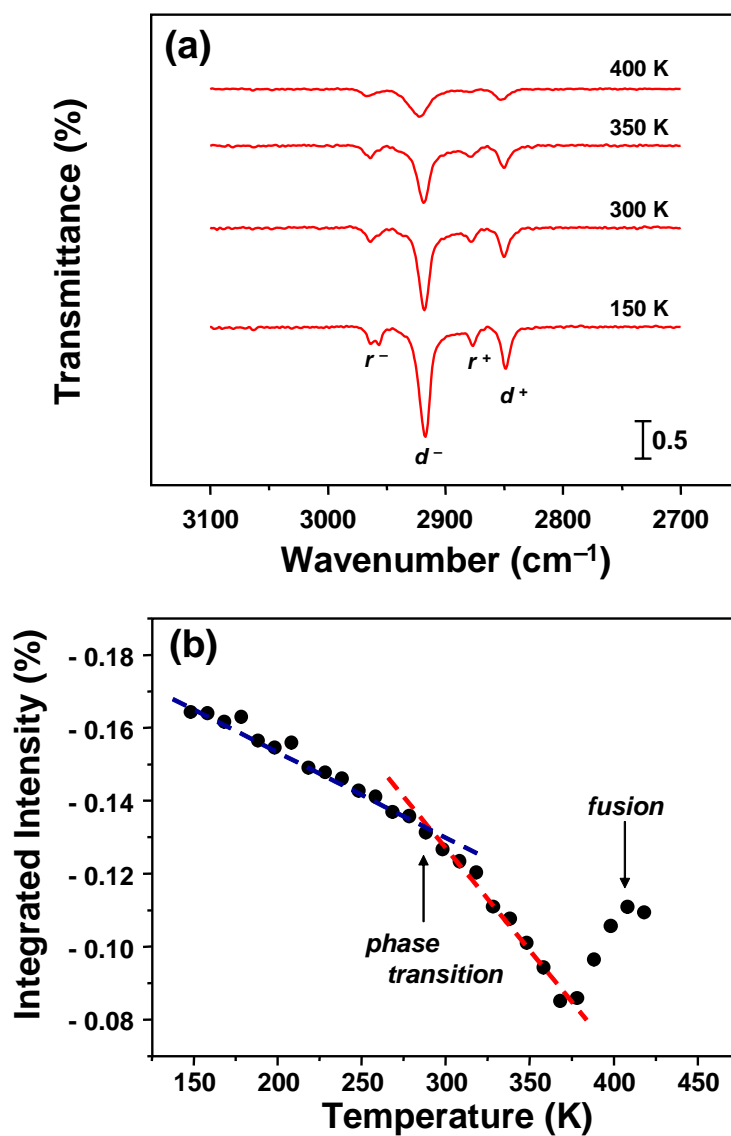 (a)
400 K
350 K
300 K
150 K
r –
r +
d +
d –
0.5
Transmittance (%)
3100 3000 2900 2800 2700
Wavenumber (cm–1)
(b)
- 0.18
- 0.16
- 0.14
- 0.12
- 0.10
- 0.08
Integrated Intensity (%)
fusion
phase
transition
150 200 250 300 350 400 450
Temperature (K)